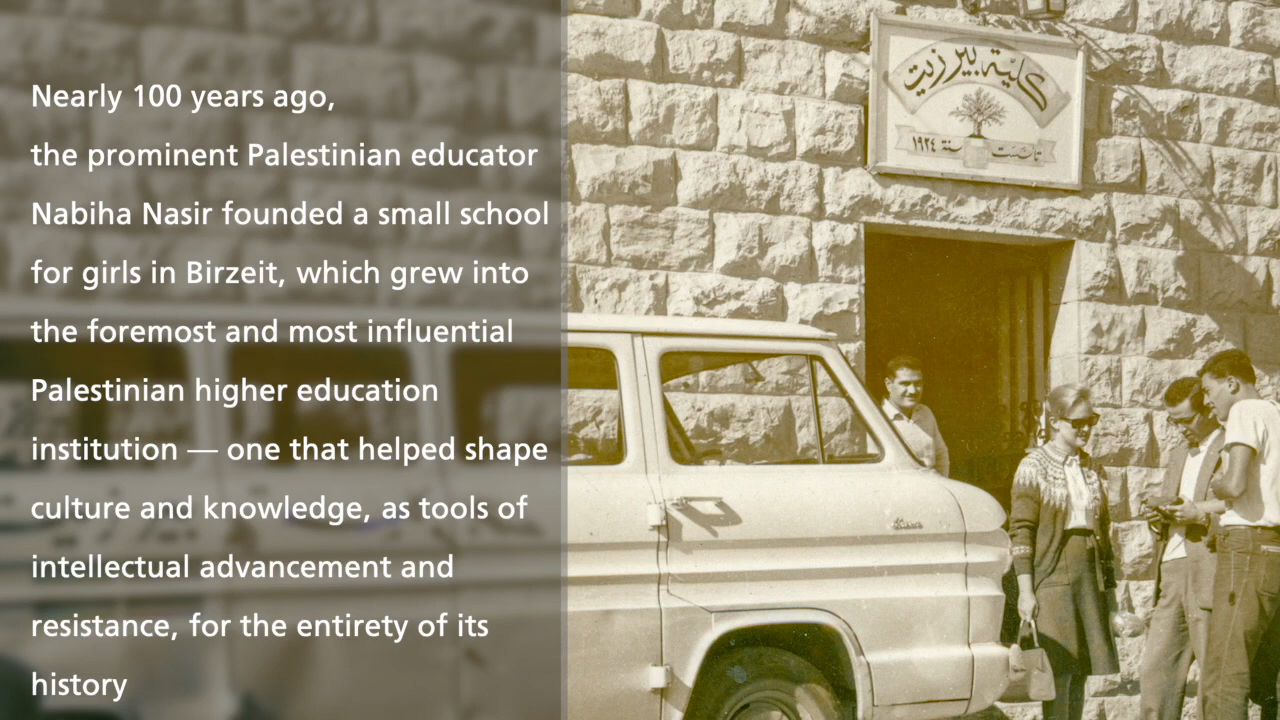 Nearly 100 years ago,
the prominent Palestinian educator
Nabiha Nasir founded a small school
for girls in Birzeit, which grew into
the foremost and most influential
Palestinian higher education
institution — one that helped shape
culture and knowledge, as tools of
intellectual advancement and
resistance, for the entirety of its
history
كلية بيرزيت
تأسست سنة ١٩٢٤